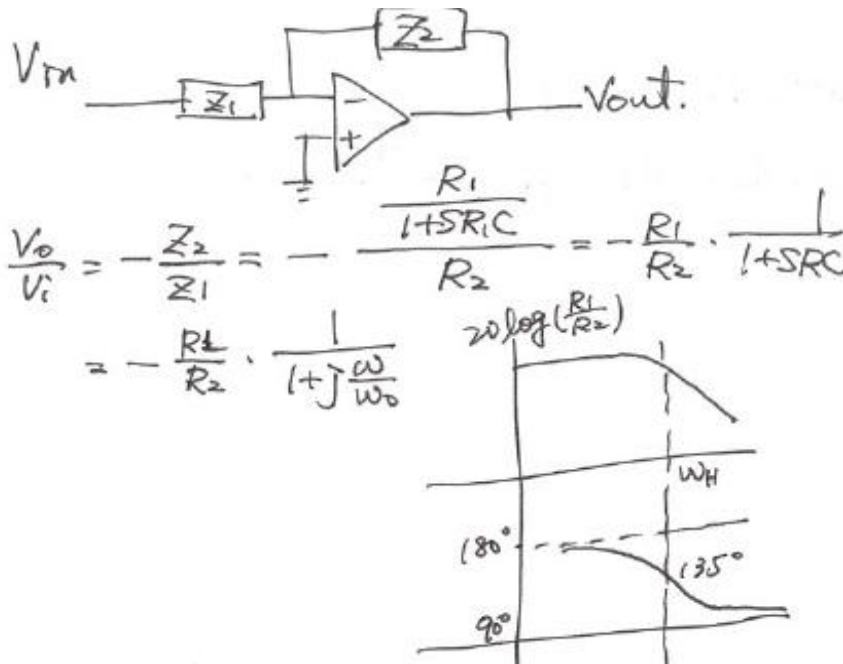 Vin
Z2
Z1
-
+
Vout.
Vo/Vi = - Z2/Z1 = - (R1/(1+SR1C))/R2 = - R1/R2 · 1/(1+SRC
= - R1/R2 · 1/(1+j ω/ω0)
20log(R1/R2)
ωH
180°
135°
90°